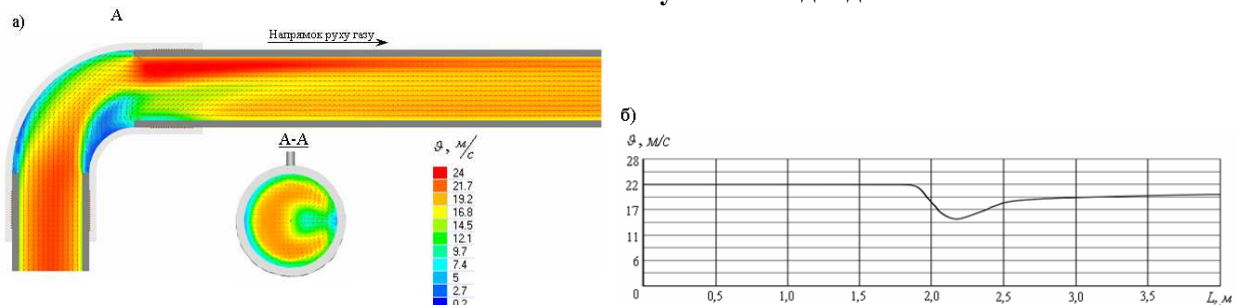 а)
А
Напрямок руху газу
А-А
ϑ, м/с
24
21.7
19.2
16.8
14.5
12.1
9.7
7.4
5
2.7
0.2
б)
ϑ, м/с
28
22
17
11
6
0
0,5 1,0 1,5 2,0 2,5 3,0 3,5 L, м